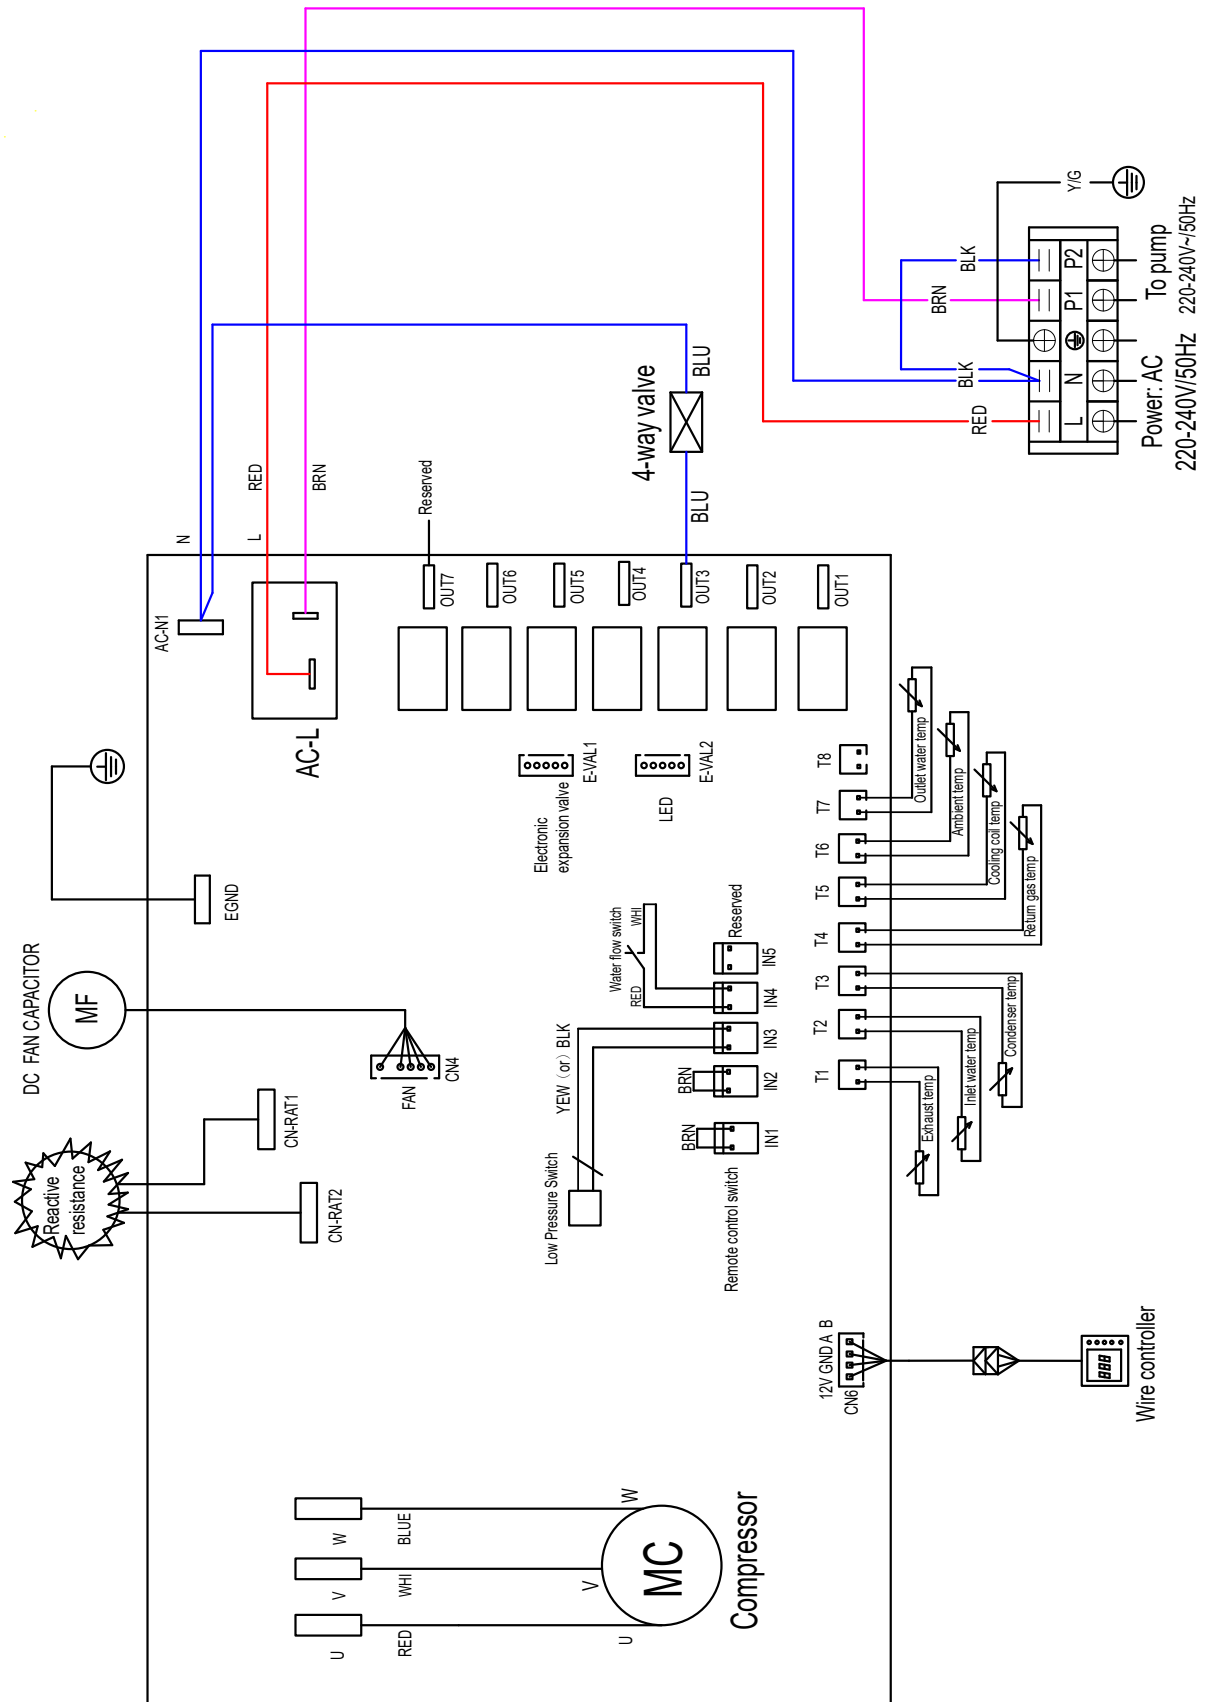 Reactive
resistance
CN-RAT2
CN-RAT1
DC FAN CAPACITOR
MF
FAN
CN4
EGND
AC-L
AC-N1
N
L
RED
BRN
U
V
W
RED
WHI
BLUE
U
V
W
MC
Compressor
Low Pressure Switch
YEW (or) BLK
Water flow switch
RED
WHI
Electronic
expansion valve
E-VAL1
LED
E-VAL2
OUT7
OUT6
OUT5
OUT4
OUT3
OUT2
OUT1
Reserved
BLU
4-way valve
BLU
Remote control switch
BRN
IN1
BRN
IN2
IN3
IN4
IN5
Reserved
12V GND A B
CN6
Wire controller
T1
T2
T3
T4
T5
T6
T7
T8
Exhaust temp
Inlet water temp
Condenser temp
Return gas temp
Cooling coil temp
Ambient temp
Outlet water temp
RED
BLK
BRN
BLK
Y/G
L
N
P1
P2
Power: AC
220-240V/50Hz
To pump
220-240V~/50Hz
888